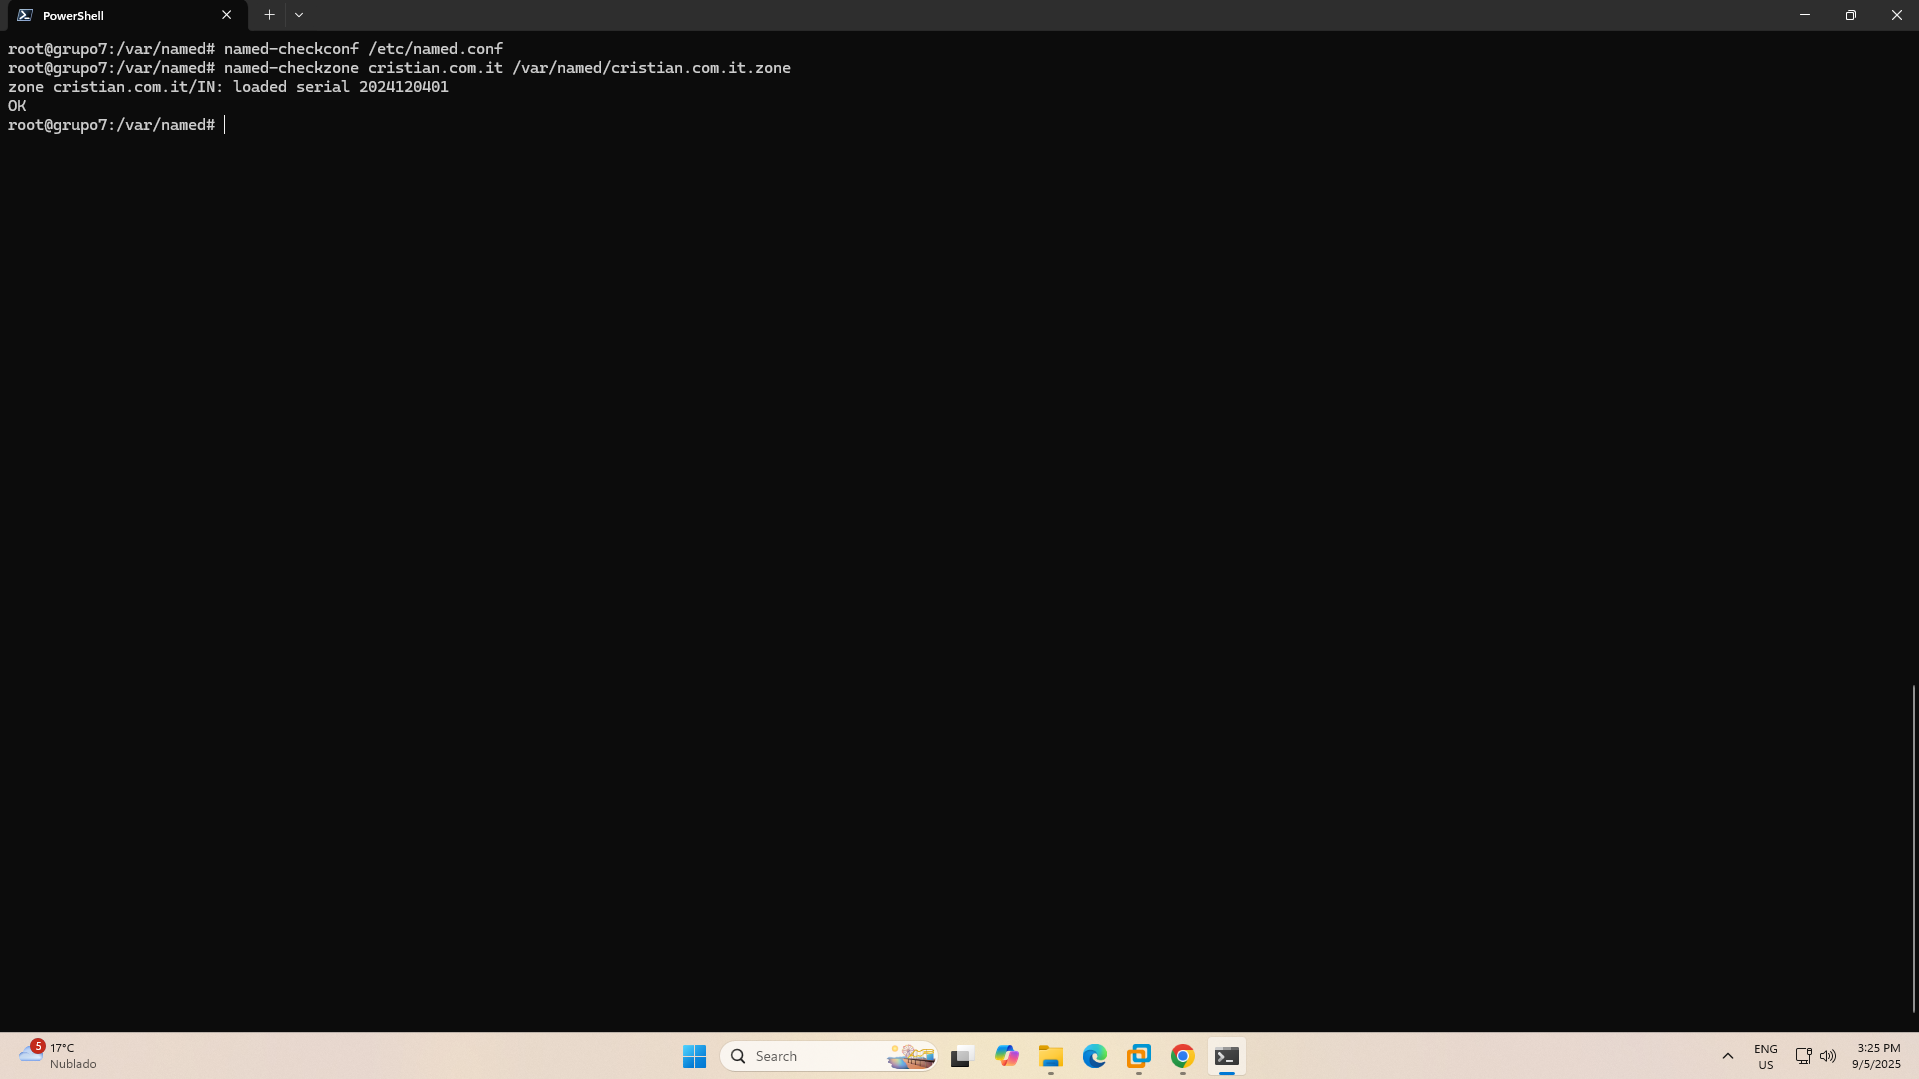 PowerShell
root@grupo7:/var/named# named-checkconf /etc/named.conf
root@grupo7:/var/named# named-checkzone cristian.com.it /var/named/cristian.com.it.zone
zone cristian.com.it/IN: loaded serial 2024120401
OK
root@grupo7:/var/named#
5
17°C
Nublado
Search
ENG
US
3:25 PM
9/5/2025